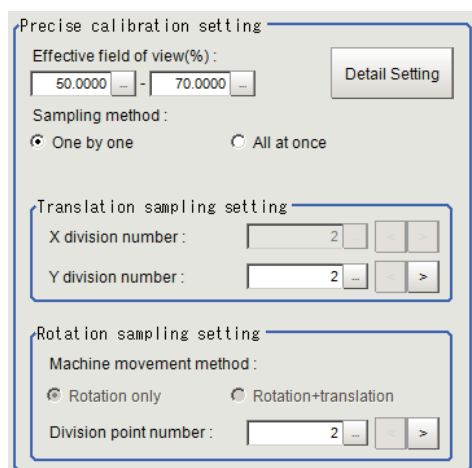 Precise calibration setting
Effective field of view(%) :
50.0000 ... - 70.0000 ... Detail Setting
Sampling method :
One by one All at once
Translation sampling setting
X division number : 2 ... < >
Y division number : 2 ... < >
Rotation sampling setting
Machine movement method :
Rotation only Rotation+translation
Division point number : 2 ... < >